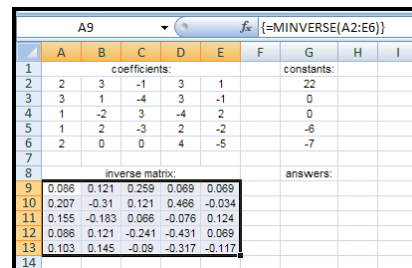 A9 fx {=MINVERSE(A2:E6)}
A B C D E F G H I
1 coefficients: constants:
2 2 3 -1 3 1 22
3 3 1 -4 3 -1 0
4 1 -2 3 -4 2 0
5 1 2 -3 2 -2 -6
6 2 0 0 4 -5 -7
7
8 inverse matrix: answers:
9 0.086 0.121 0.259 0.069 0.069
10 0.207 -0.31 0.121 0.466 -0.034
11 0.155 -0.183 0.066 -0.076 0.124
12 0.086 0.121 -0.241 -0.431 0.069
13 0.103 0.145 -0.09 -0.317 -0.117
14